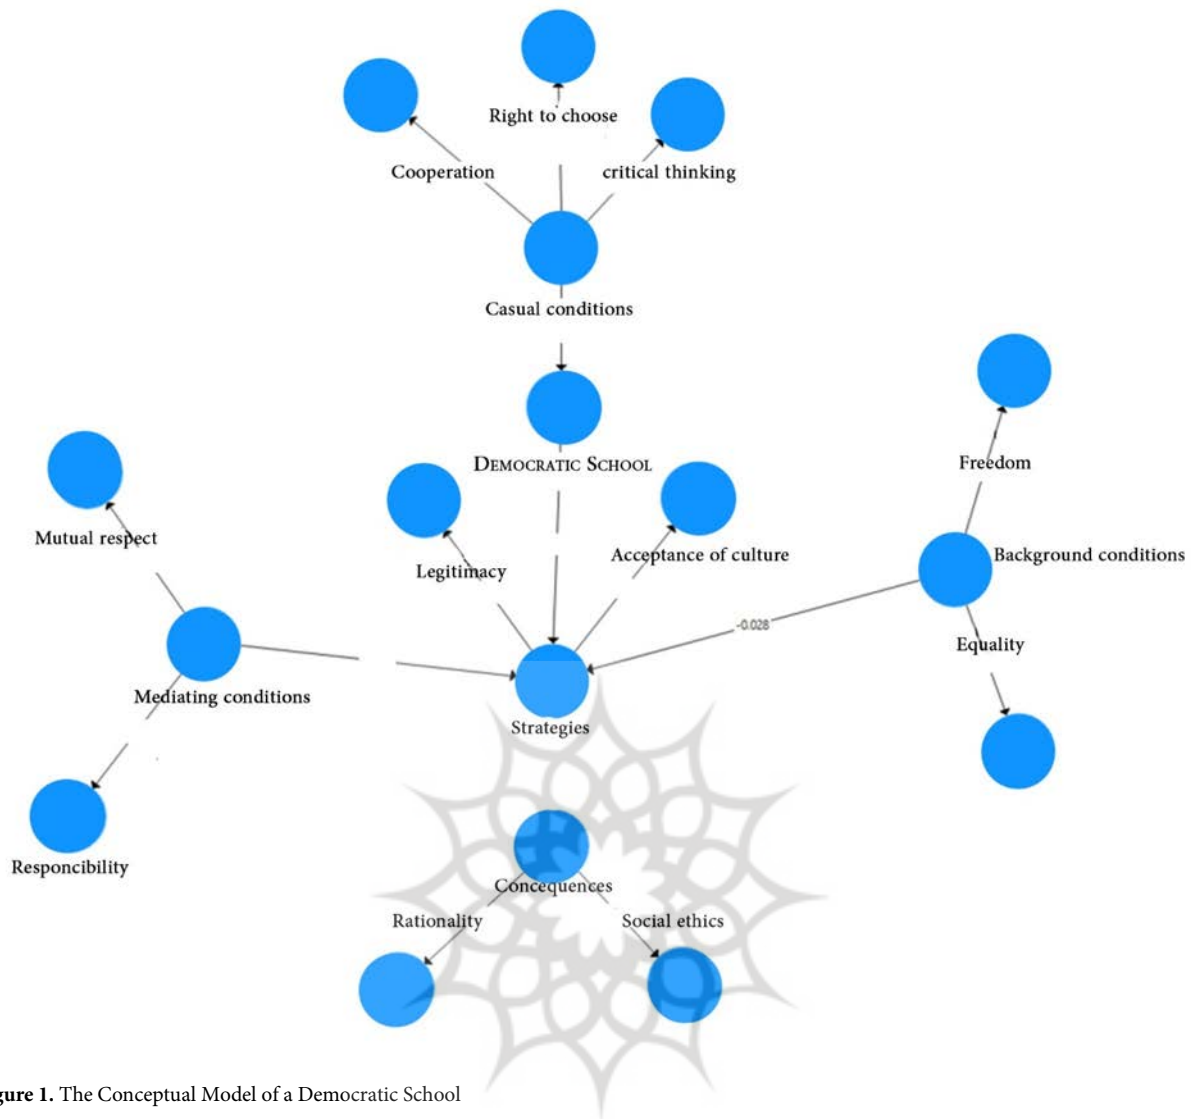 Right to choose
Cooperation
critical thinking
Casual conditions
Freedom
DEMOCRATIC SCHOOL
Mutual respect
Acceptance of culture
Background conditions
Legitimacy
-0.028
Equality
Mediating conditions
Strategies
Responcibility
Concequences
Rationality
Social ethics
gure 1. The Conceptual Model of a Democratic School